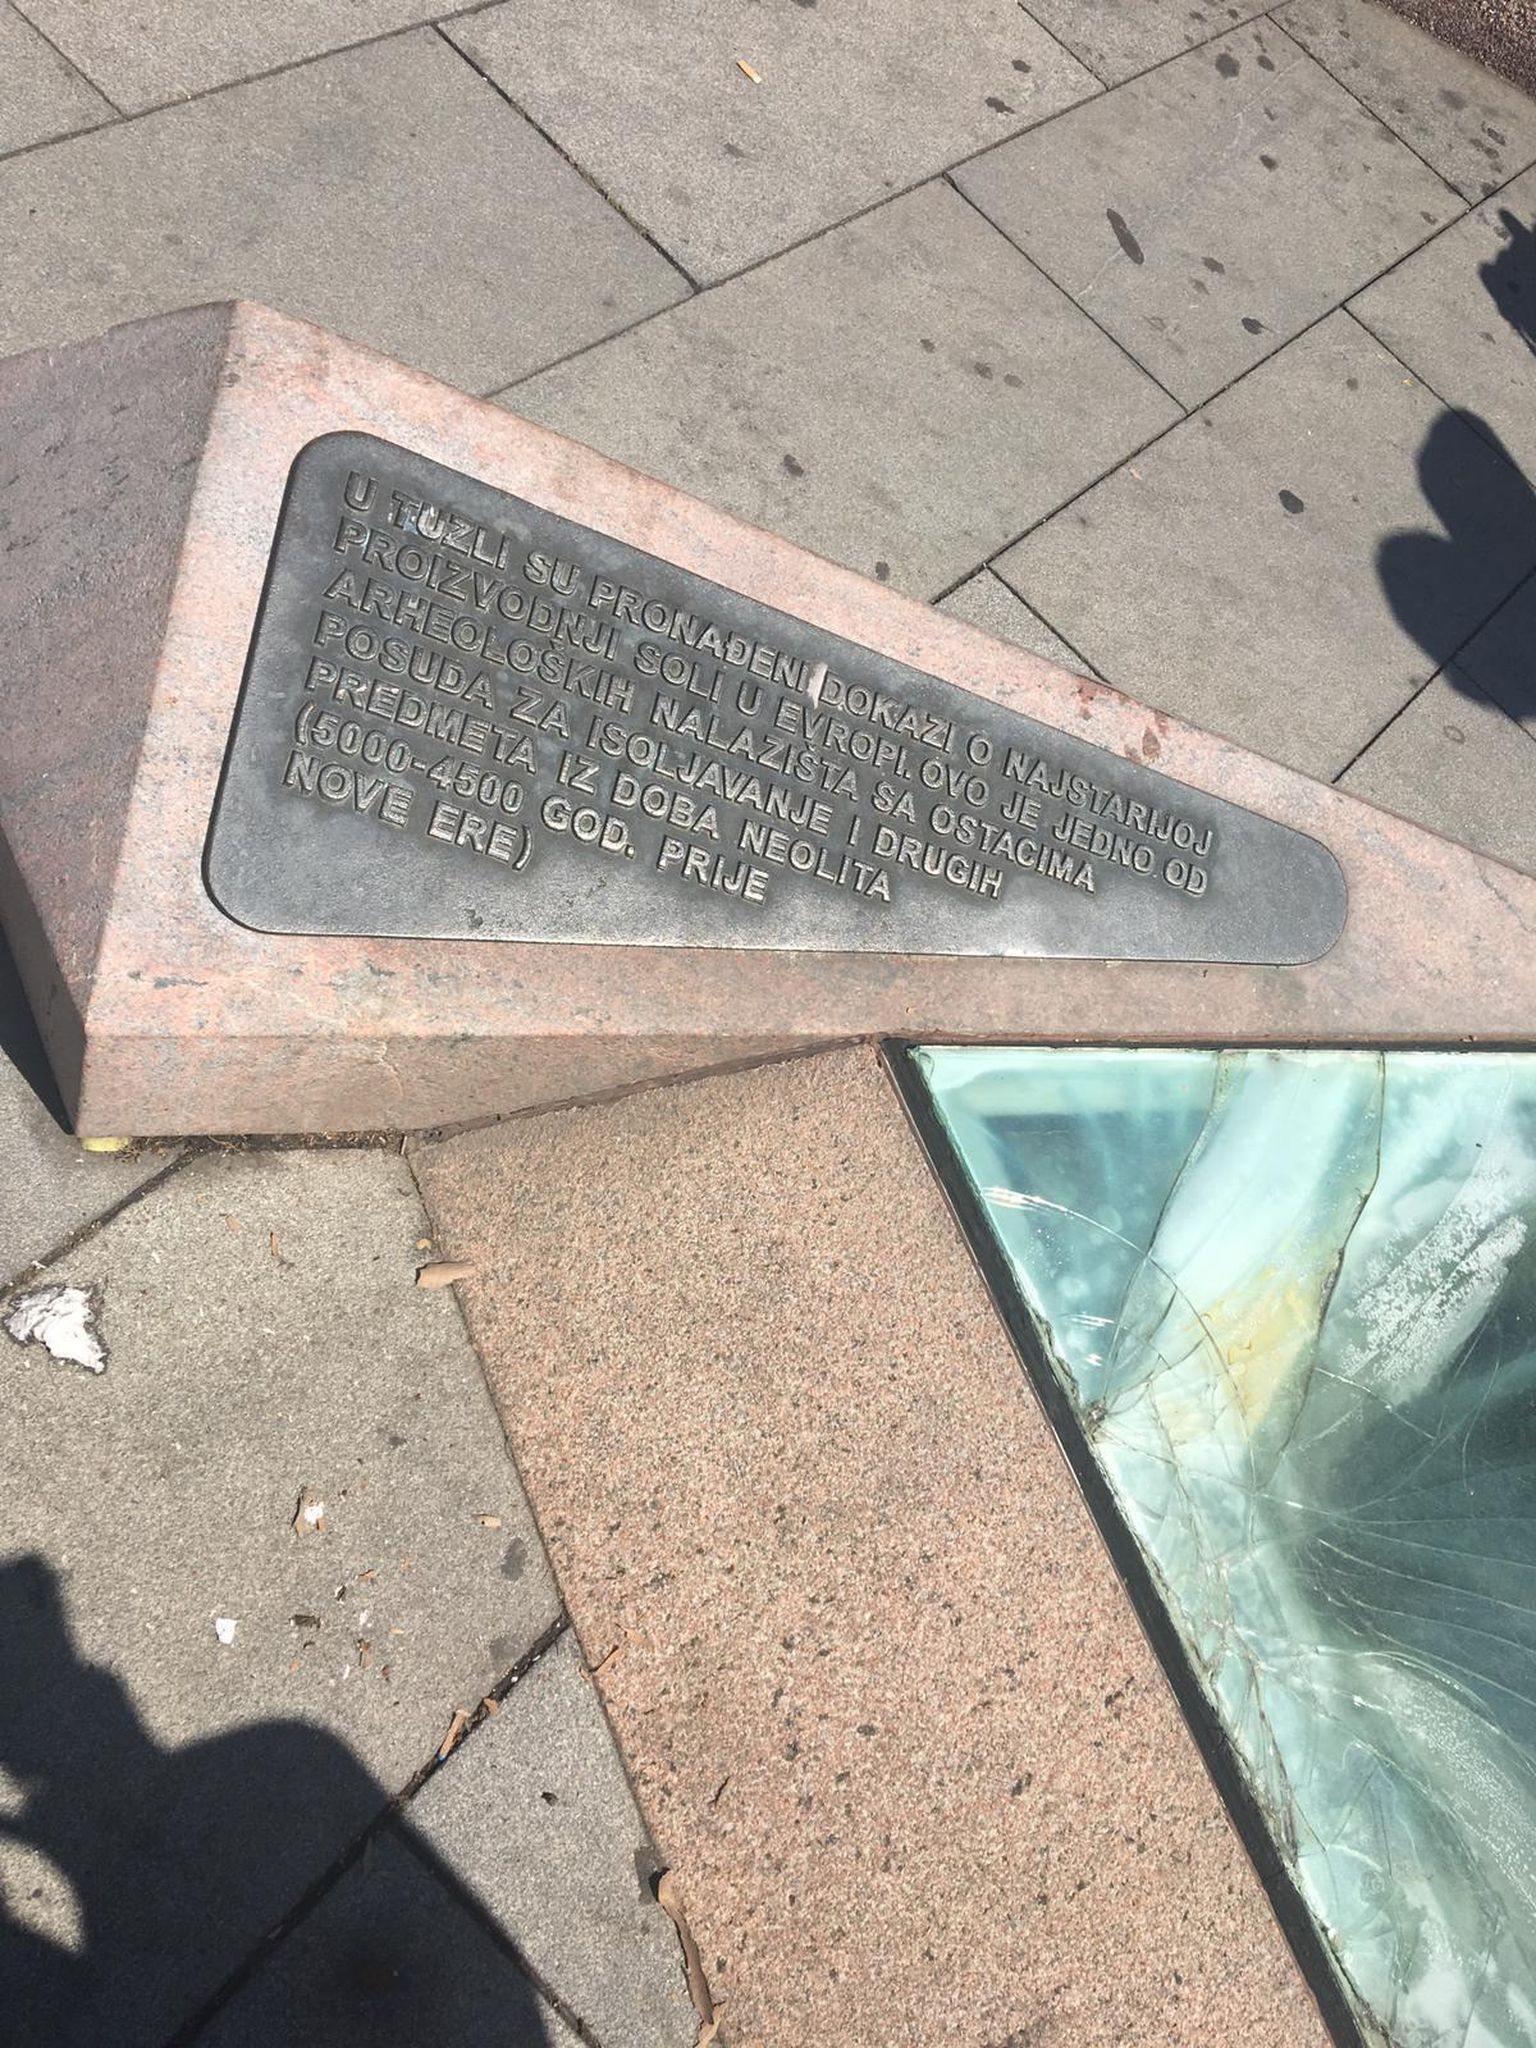 U TUZLI SU PRONAĐENI DOKAZI O NAJSTARIJOJ
PROIZVODNJI SOLI U EVROPI. OVO JE JEDNO OD
ARHEOLOŠKIH NALAZIŠTA SA OSTACIMA
POSUDA ZA ISOLJAVANJE I DRUGIH
PREDMETA IZ DOBA NEOLITA
(5000-4500 GOD. PRIJE
NOVE ERE)